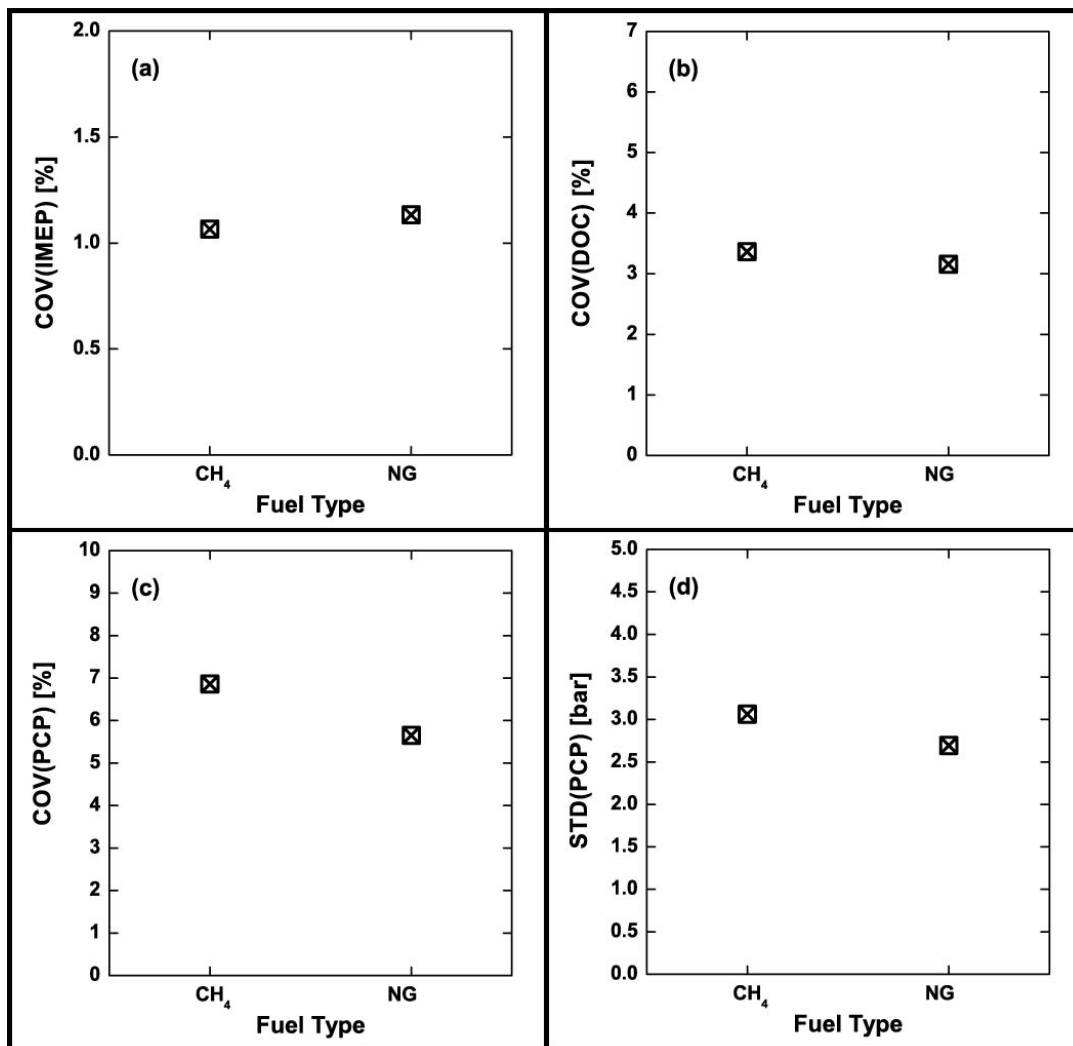 (a)
COV(IMEP) [%]
2.0
1.5
1.0
0.5
0.0
CH₄ NG
Fuel Type
(b)
COV(DOC) [%]
7
6
5
4
3
2
1
0
CH₄ NG
Fuel Type
(c)
COV(PCP) [%]
10
9
8
7
6
5
4
3
2
1
0
CH₄ NG
Fuel Type
(d)
STD(PCP) [bar]
5.0
4.5
4.0
3.5
3.0
2.5
2.0
1.5
1.0
0.5
0.0
CH₄ NG
Fuel Type